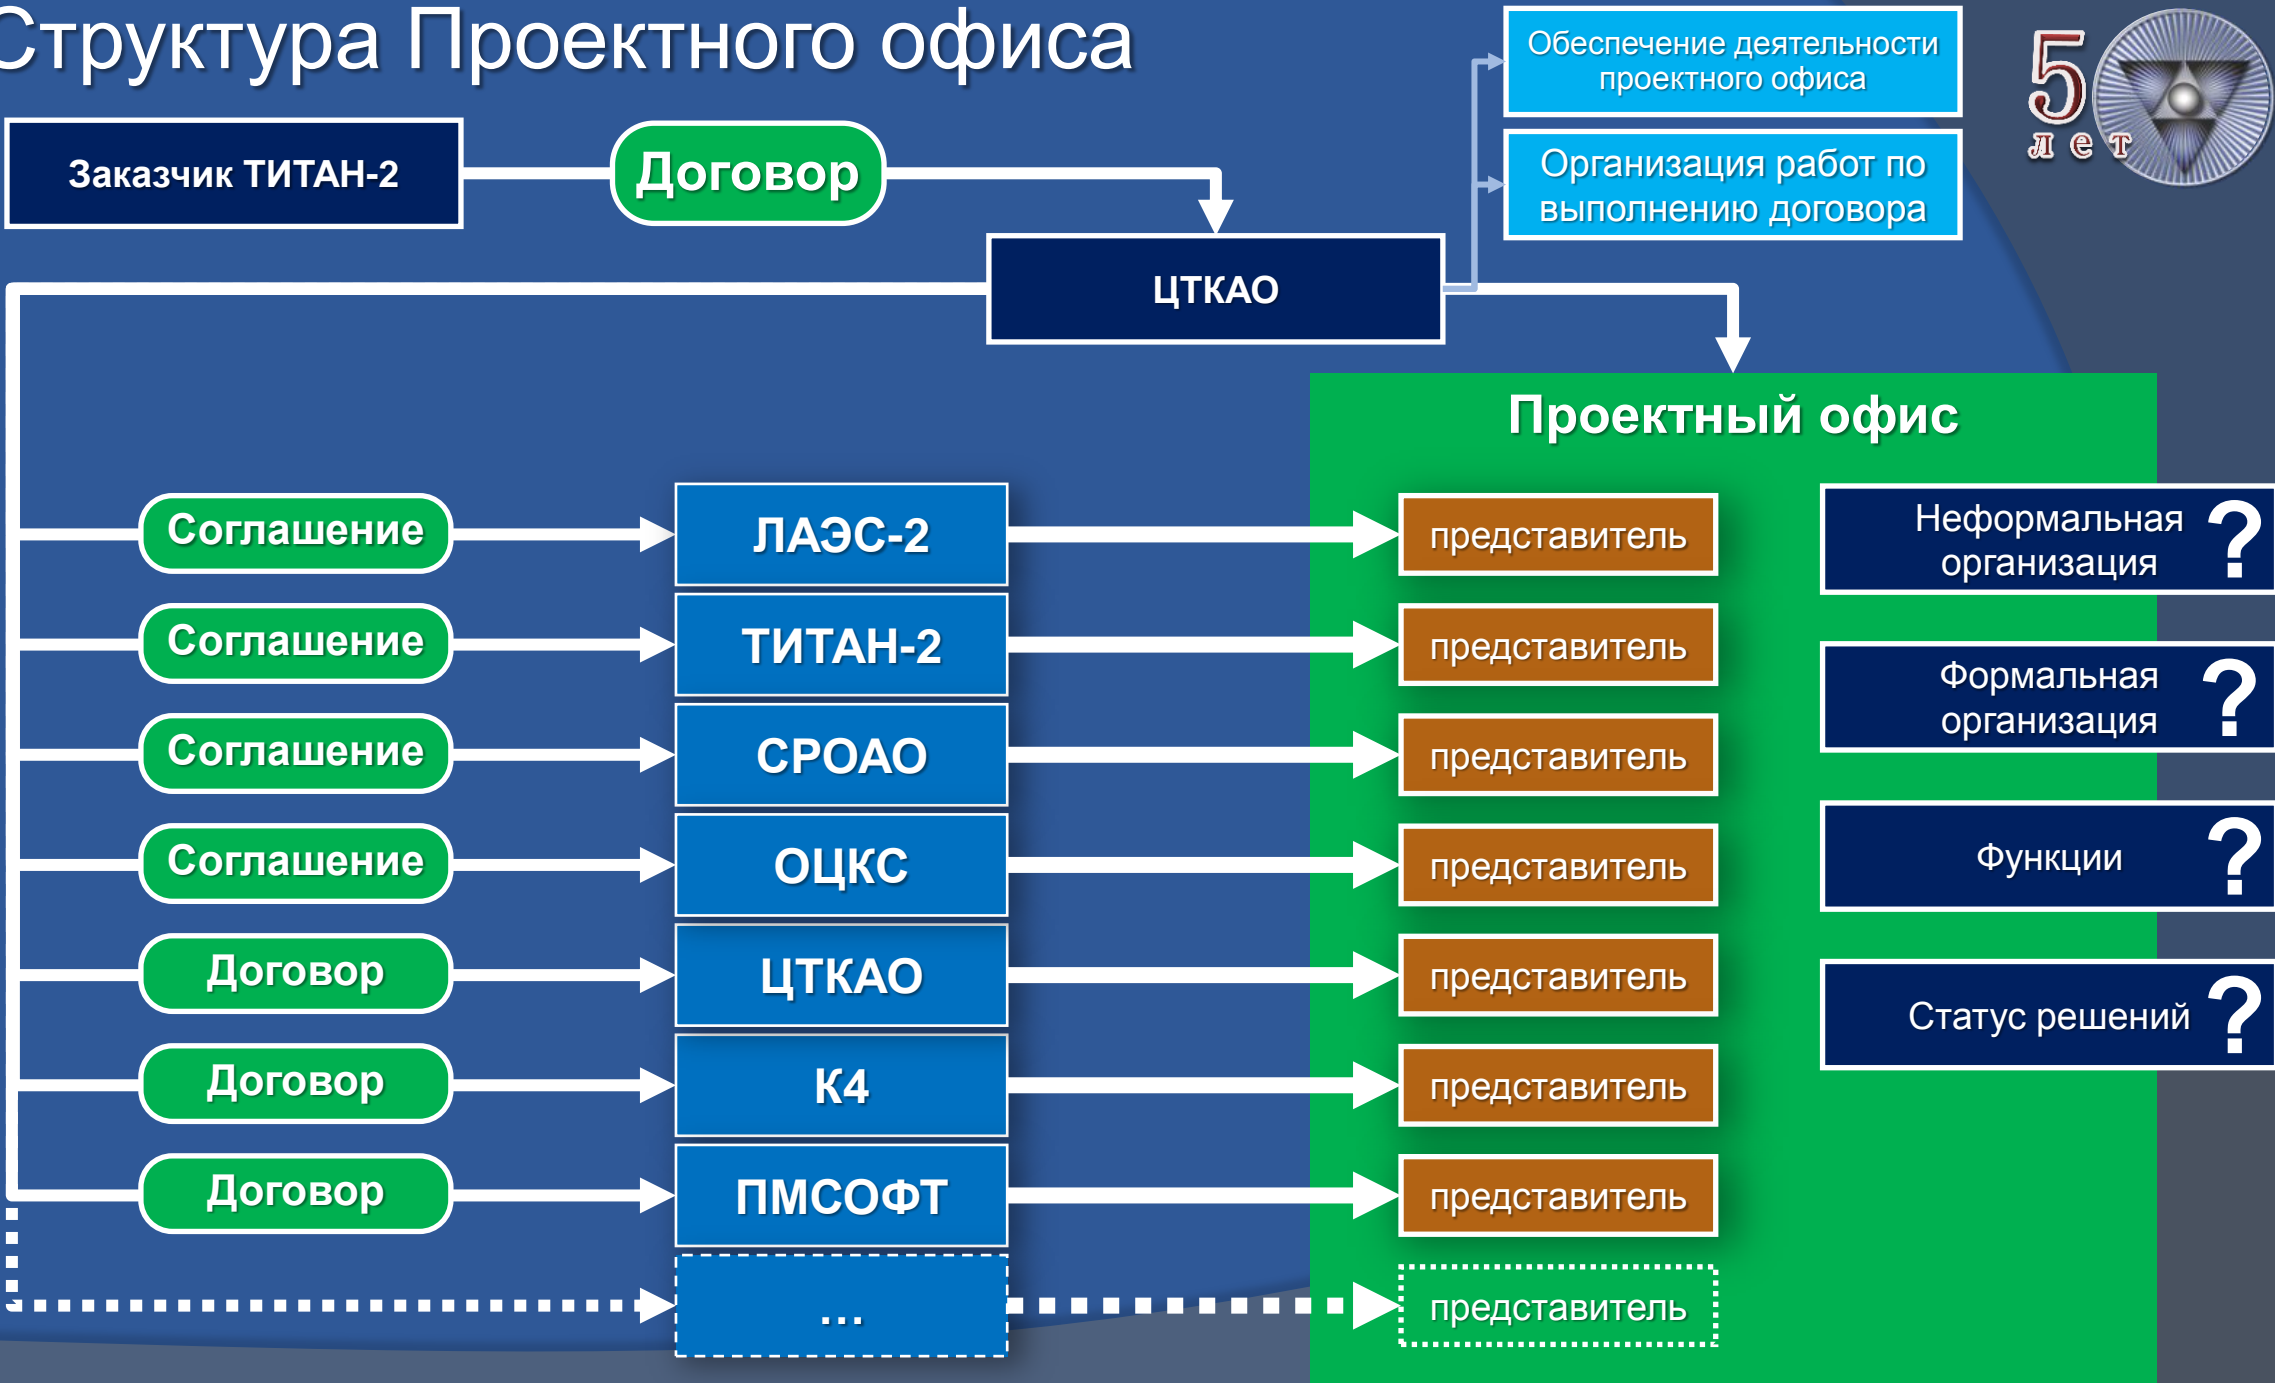 Структура Проектного офиса
Обеспечение деятельности
проектного офиса
50
лет
Заказчик ТИТАН-2
Договор
Организация работ по
выполнению договора
ЦТКАО
Проектный офис
Соглашение
ЛАЭС-2
представитель
Неформальная
организация
?
Соглашение
ТИТАН-2
представитель
Формальная
организация
?
Соглашение
СРОАО
представитель
Соглашение
ОЦКС
представитель
Функции
?
Договор
ЦТКАО
представитель
Статус решений
?
Договор
К4
представитель
Договор
ПМСОФТ
представитель
...
представитель